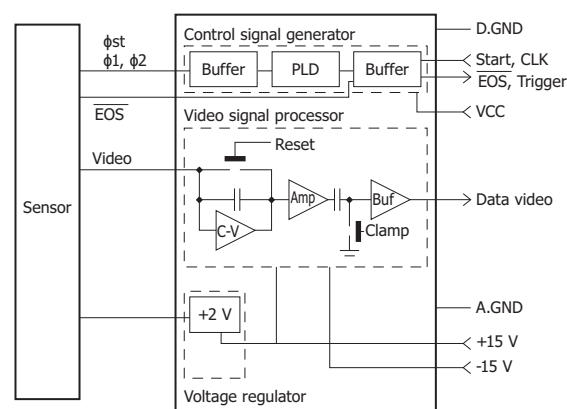 Control signal generator
D.GND
ϕst
ϕ1, ϕ2
Buffer
PLD
Buffer
Start, CLK
EOS, Trigger
EOS
VCC
Video signal processor
Reset
Video
Sensor
Amp
Buf
Data video
C-V
Clamp
+2 V
A.GND
+15 V
-15 V
Voltage regulator